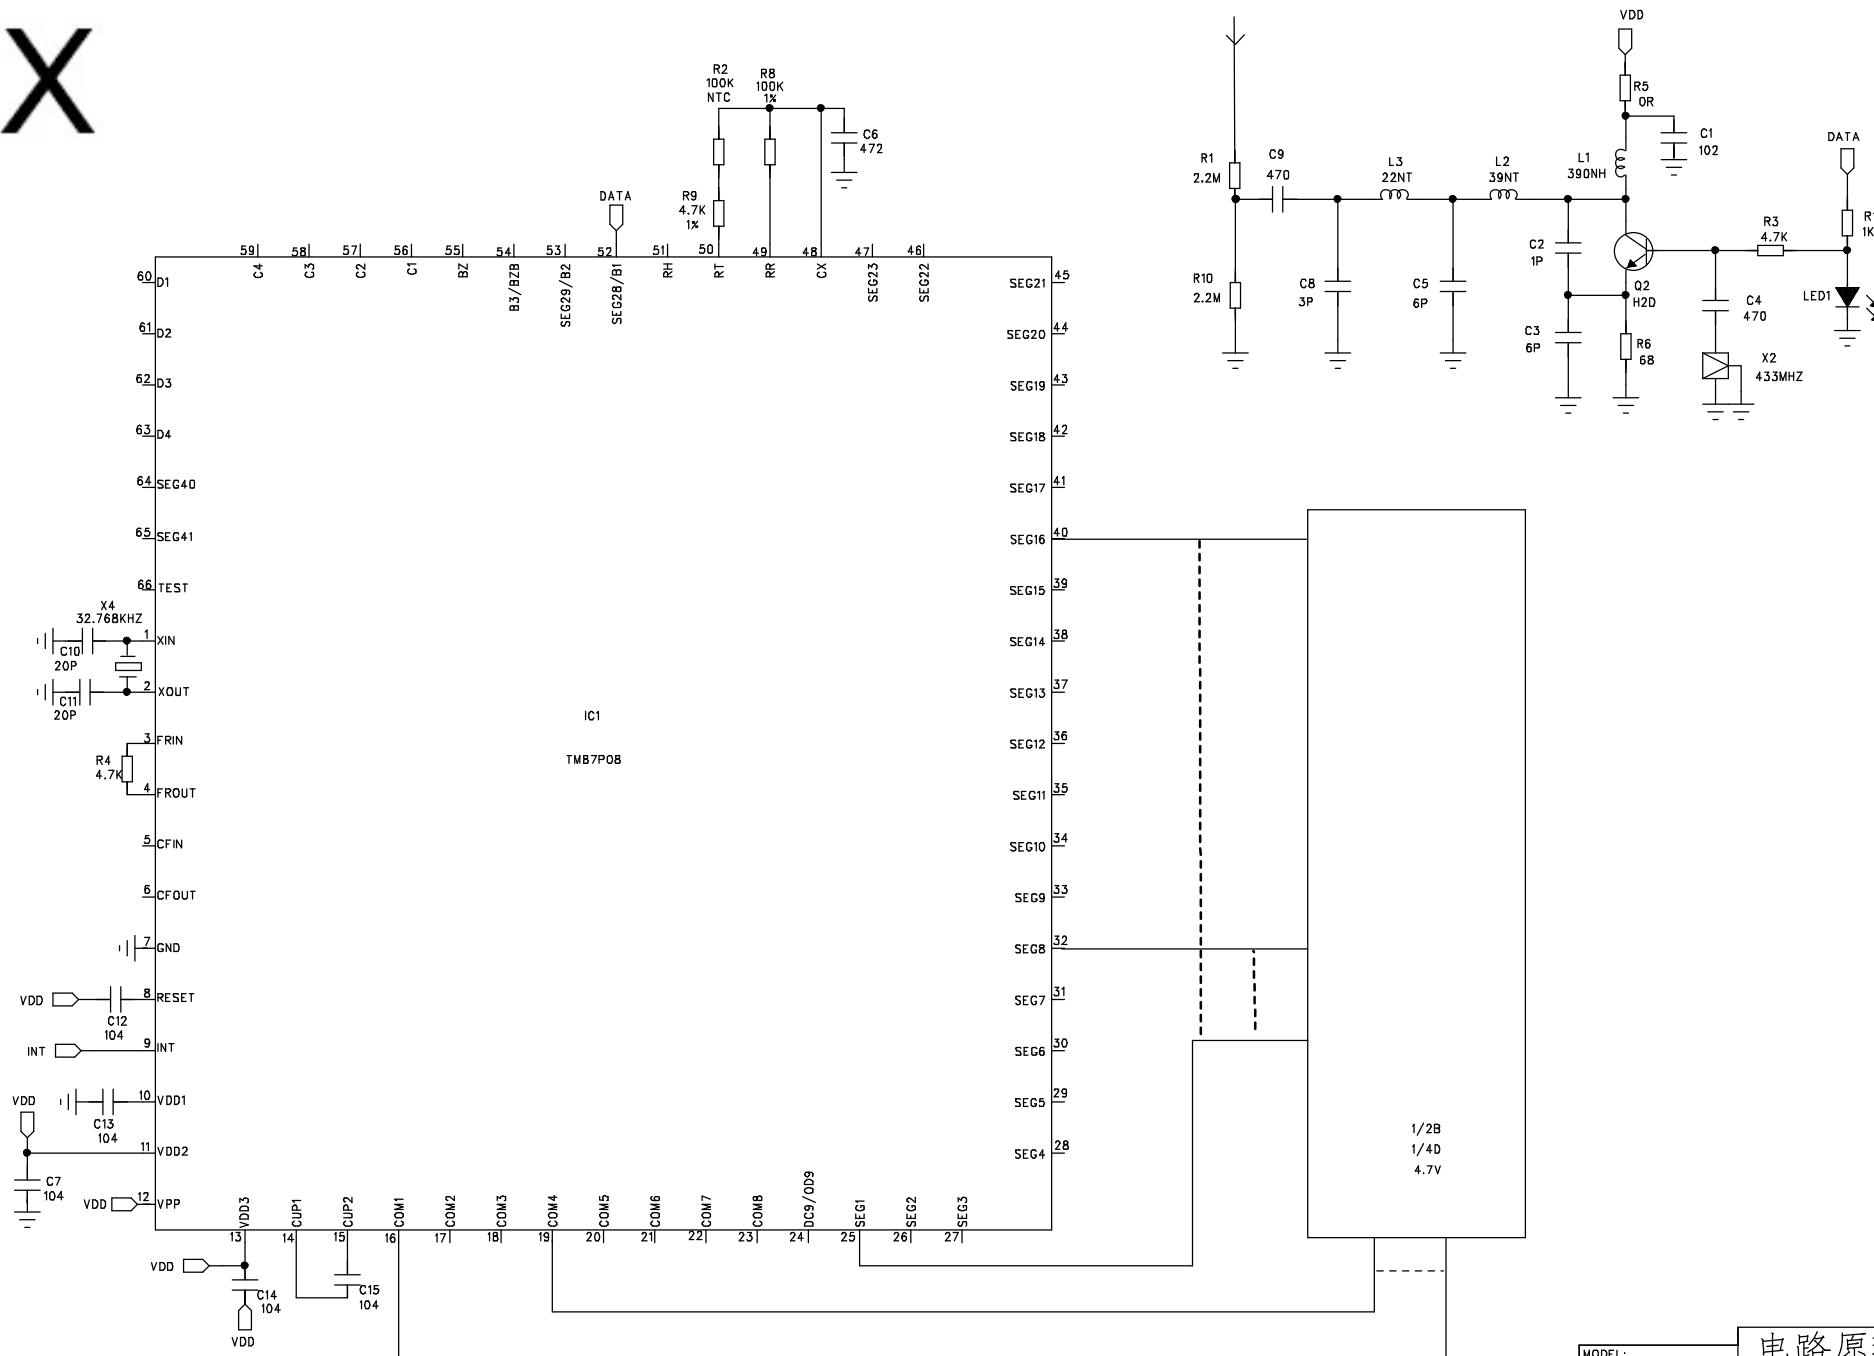 X
VDD
R5
0R
C1
102
DATA
R2
100K
NTC
R8
100K
1%
C6
472
R1
2.2M
C9
470
L3
22NT
L2
39NT
L1
390NH
R3
4.7K
1K
DATA
R9
4.7K
1%
C2
1P
Q2
H2D
R10
2.2M
C8
3P
C5
6P
C3
6P
R6
68
C4
470
LED1
X2
433MHZ
59 58 57 56 55 54 53 52 51 50 49 48 47 46
C4 C3 C2 C1 BZ B3/BZB SEG29/B2 SEG28/B1 RH RT RR CX SEG23 SEG22
60 D1
61 D2
62 D3
63 D4
64 SEG40
65 SEG41
66 TEST
X4
32.768KHZ
1 XIN
C10
20P
2 XOUT
C11
20P
3 FRIN
R4
4.7K
4 FROUT
5 CFIN
6 CFOUT
7 GND
VDD
8 RESET
C12
104
INT
9 INT
10 VDD1
C13
104
VDD
11 VDD2
C7
104
VDD
12 VPP
IC1
TM87P08
SEG21 45
SEG20 44
SEG19 43
SEG18 42
SEG17 41
SEG16 40
SEG15 39
SEG14 38
SEG13 37
SEG12 36
SEG11 35
SEG10 34
SEG9 33
SEG8 32
SEG7 31
SEG6 30
SEG5 29
SEG4 28
1/2B
1/4D
4.7V
VDD3 CUP1 CUP2 COM1 COM2 COM3 COM4 COM5 COM6 COM7 COM8 DC9/OD9 SEG1 SEG2 SEG3
13 14 15 16 17 18 19 20 21 22 23 24 25 26 27
VDD
C14
104
VDD
C15
104
MODEL:
电路原